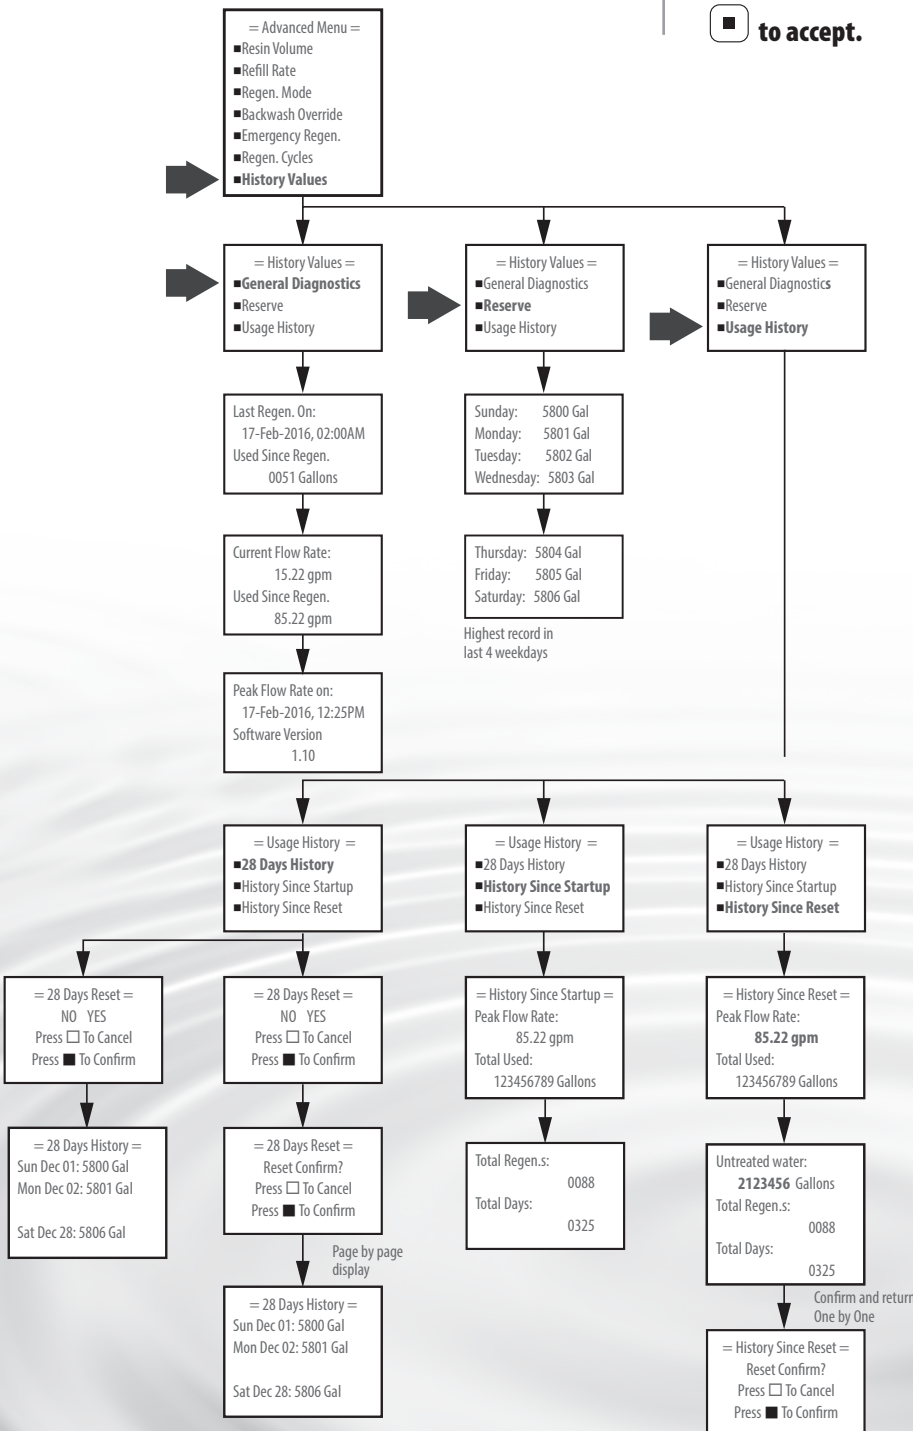 to accept.
= Advanced Menu =
■Resin Volume
■Refill Rate
■Regen. Mode
■Backwash Override
■Emergency Regen.
■Regen. Cycles
■History Values
= History Values =
■General Diagnostics
■Reserve
■Usage History
= History Values =
■General Diagnostics
■Reserve
■Usage History
= History Values =
■General Diagnostics
■Reserve
■Usage History
Last Regen. On:
17-Feb-2016, 02:00AM
Used Since Regen.
0051 Gallons
Sunday: 5800 Gal
Monday: 5801 Gal
Tuesday: 5802 Gal
Wednesday: 5803 Gal
Current Flow Rate:
15.22 gpm
Used Since Regen.
85.22 gpm
Thursday: 5804 Gal
Friday: 5805 Gal
Saturday: 5806 Gal
Highest record in
last 4 weekdays
Peak Flow Rate on:
17-Feb-2016, 12:25PM
Software Version
1.10
= Usage History =
■28 Days History
■History Since Startup
■History Since Reset
= Usage History =
■28 Days History
■History Since Startup
■History Since Reset
= Usage History =
■28 Days History
■History Since Startup
■History Since Reset
= 28 Days Reset =
NO YES
Press □ To Cancel
Press ■ To Confirm
= 28 Days Reset =
NO YES
Press □ To Cancel
Press ■ To Confirm
= History Since Startup =
Peak Flow Rate:
85.22 gpm
Total Used:
123456789 Gallons
= History Since Reset =
Peak Flow Rate:
85.22 gpm
Total Used:
123456789 Gallons
= 28 Days History =
Sun Dec 01: 5800 Gal
Mon Dec 02: 5801 Gal
Sat Dec 28: 5806 Gal
= 28 Days Reset =
Reset Confirm?
Press □ To Cancel
Press ■ To Confirm
Total Regen.s:
0088
Total Days:
0325
Untreated water:
2123456 Gallons
Total Regen.s:
0088
Total Days:
0325
Page by page
display
= 28 Days History =
Sun Dec 01: 5800 Gal
Mon Dec 02: 5801 Gal
Sat Dec 28: 5806 Gal
Confirm and return
One by One
= History Since Reset =
Reset Confirm?
Press □ To Cancel
Press ■ To Confirm